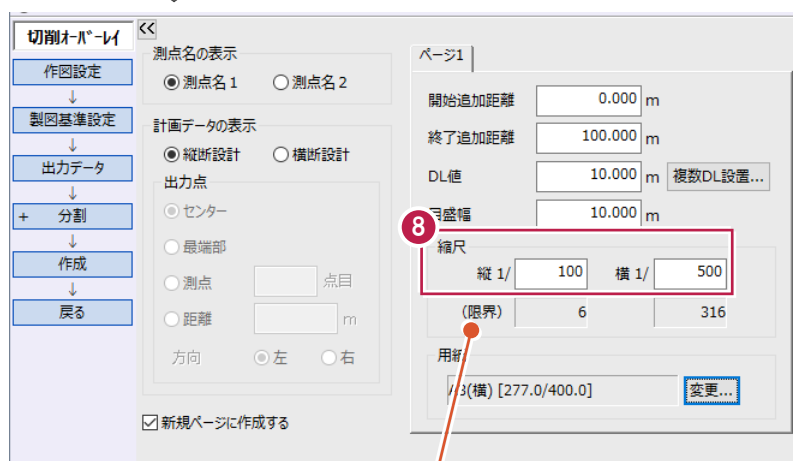 切削オーバーレイ
<<
作図設定
↓
製図基準設定
↓
出力データ
↓
+ 分割
↓
作成
↓
戻る
測点名の表示
測点名1 測点名2
計画データの表示
縦断設計 横断設計
出力点
センター
最端部
測点 点目
距離 m
方向 左 右
新規ページに作成する
ページ1
開始追加距離 0.000 m
終了追加距離 100.000 m
DL値 10.000 m 複数DL設置...
目盛幅 10.000 m
8
縮尺
縦 1/ 100 横 1/ 500
(限界) 6 316
用紙
A3(横) [277.0/400.0] 変更...